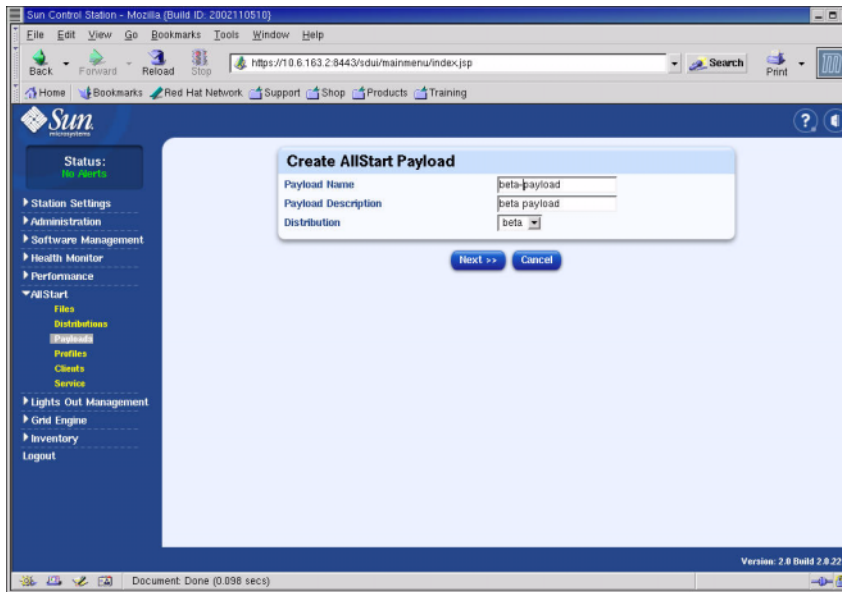 Sun Control Station - Mozilla {Build ID: 2002110510}
File Edit View Go Bookmarks Tools Window Help
Back Forward Reload Stop https://10.6.163.2:8443/sdui/mainmenu/index.jsp Search Print
Home Bookmarks Red Hat Network Support Shop Products Training
Sun
microsystems
?
Status:
No Alerts
Station Settings
Administration
Software Management
Health Monitor
Performance
AllStart
Files
Distributions
Payloads
Profiles
Clients
Service
Lights Out Management
Grid Engine
Inventory
Logout
Create AllStart Payload
Payload Name beta-payload
Payload Description beta payload
Distribution beta
Next >> Cancel
Version: 2.0 Build 2.0.22
Document: Done (0.098 secs)